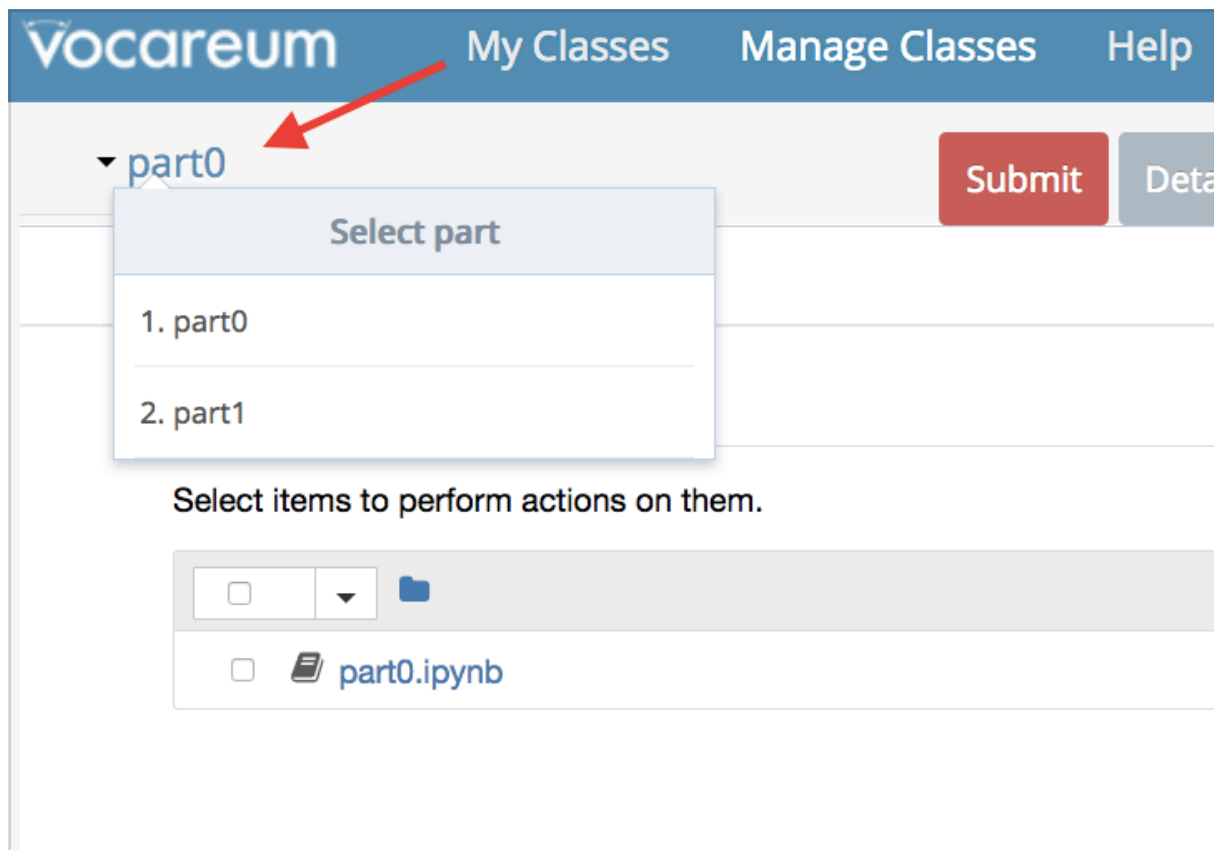 vocareum My Classes Manage Classes Help
part0 Submit Deta
Select part
1. part0
2. part1
Select items to perform actions on them.
part0.ipynb